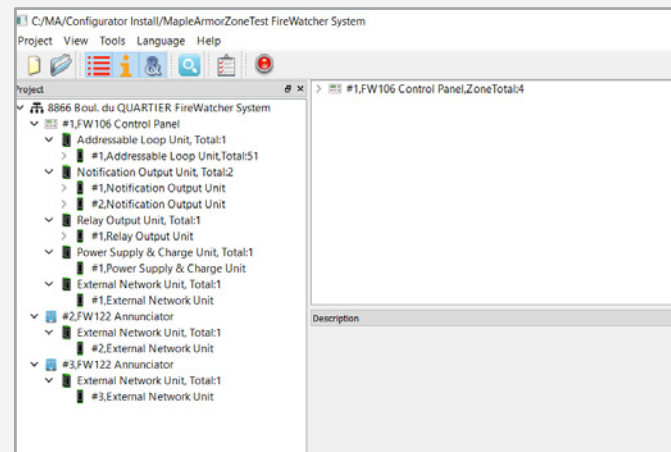 C:/MA/Configurator Install/MapleArmorZoneTest FireWatcher System
Project View Tools Language Help
Project
8866 Boul. du QUARTIER FireWatcher System
#1,FW106 Control Panel
Addressable Loop Unit, Total:1
#1,Addressable Loop Unit,Total:51
Notification Output Unit, Total:2
#1,Notification Output Unit
#2,Notification Output Unit
Relay Output Unit, Total:1
#1,Relay Output Unit
Power Supply & Charge Unit, Total:1
#1,Power Supply & Charge Unit
External Network Unit, Total:1
#1,External Network Unit
#2,FW122 Annunciator
External Network Unit, Total:1
#2,External Network Unit
#3,FW122 Annunciator
External Network Unit, Total:1
#3,External Network Unit
#1,FW106 Control Panel,ZoneTotal:4
Description